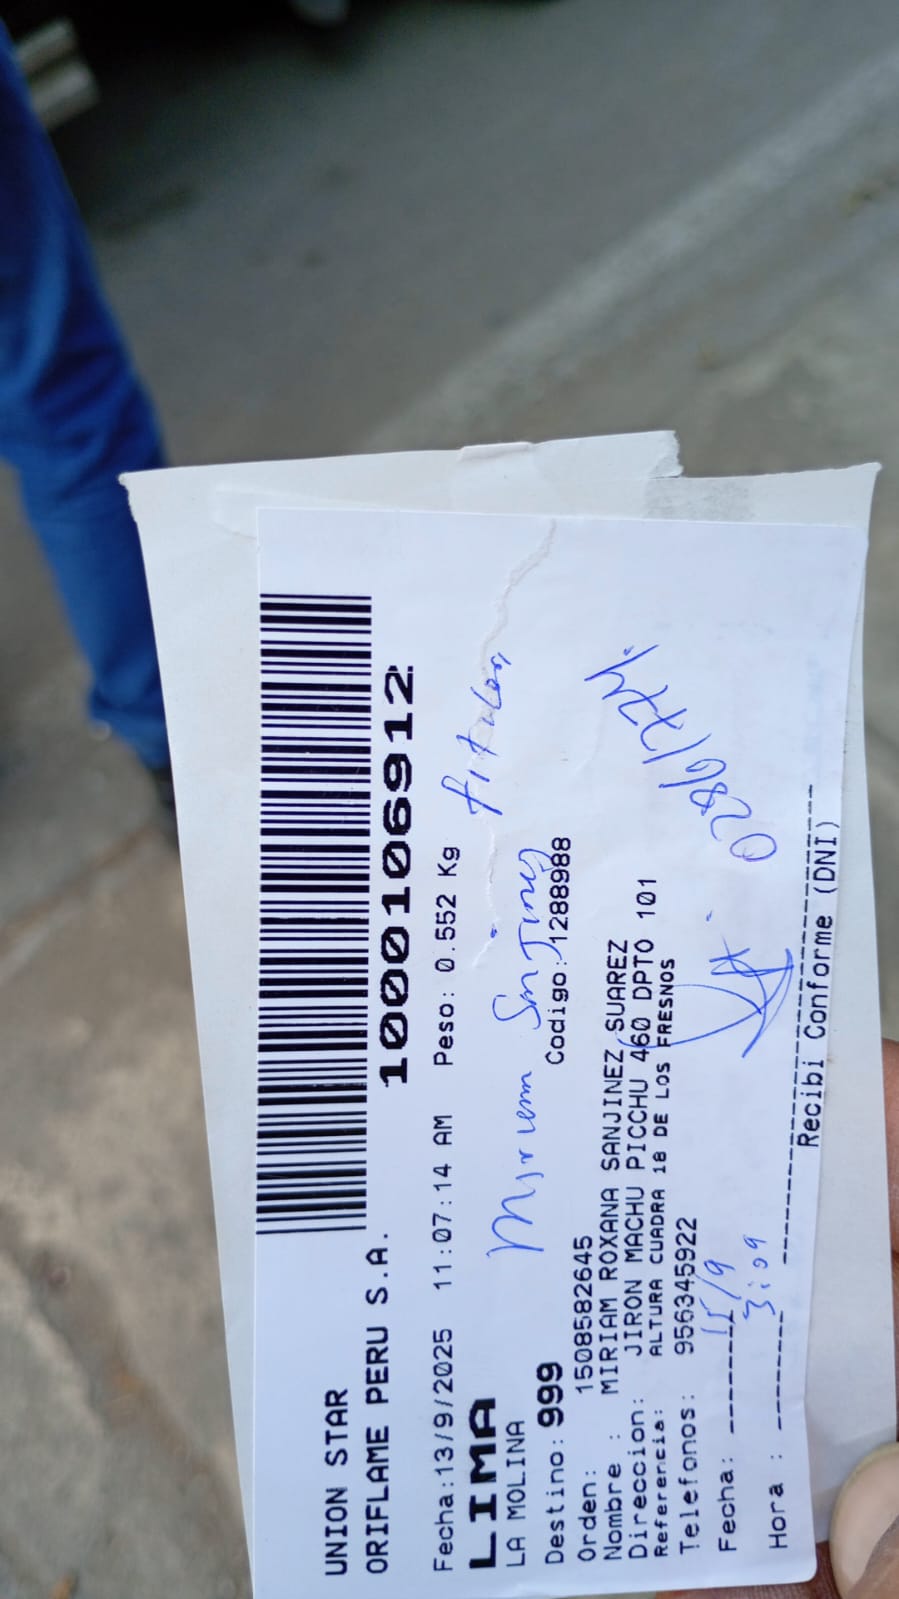 UNION STAR
ORIFLAME PERU S.A.
1000106912
Fecha:13/9/2025 11:07:14 AM Peso: 0.552 Kg
LIMA
titular
LA MOLINA
Miriam Sanjinez
Destino: 999 Codigo:1288988
Orden: 1508582645
Nombre : MIRIAM ROXANA SANJINEZ SUAREZ
Direccion: JIRON MACHU PICCHU 460 DPTO 101
Referencia: ALTURA CUADRA 18 DE LOS FRESNOS
Telefonos: 956345922
Fecha: 15/9
Hora : 3:09
Recibi Conforme (DNI)